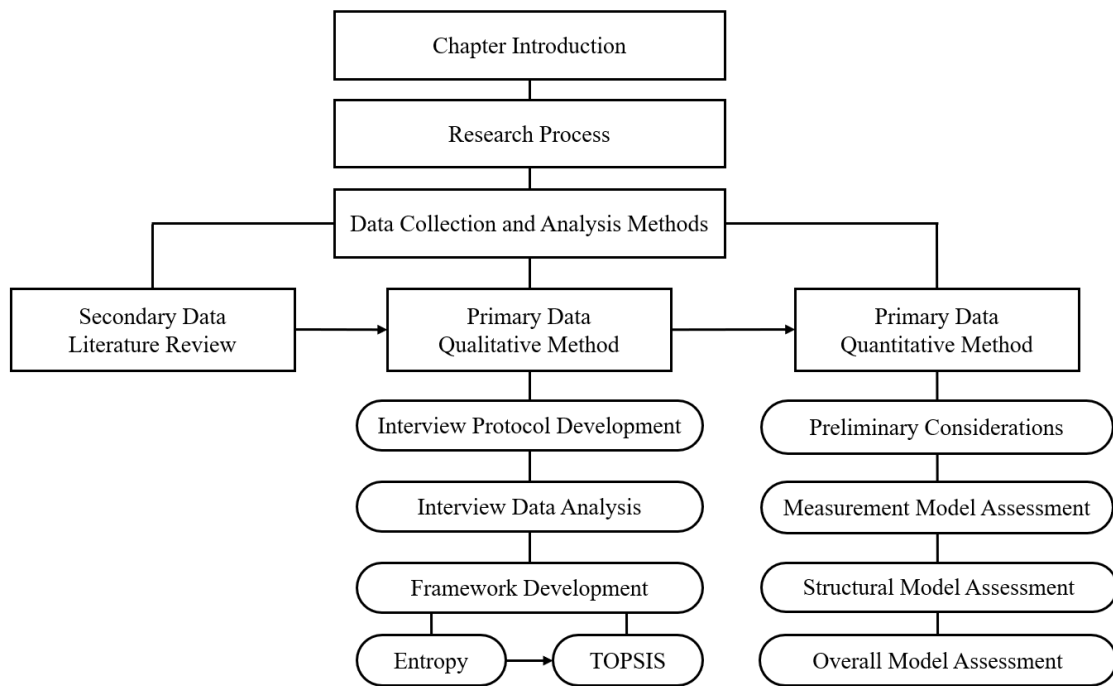 Chapter Introduction
Research Process
Data Collection and Analysis Methods
Secondary Data
Literature Review
Primary Data
Qualitative Method
Primary Data
Quantitative Method
Interview Protocol Development
Interview Data Analysis
Framework Development
Entropy
TOPSIS
Preliminary Considerations
Measurement Model Assessment
Structural Model Assessment
Overall Model Assessment